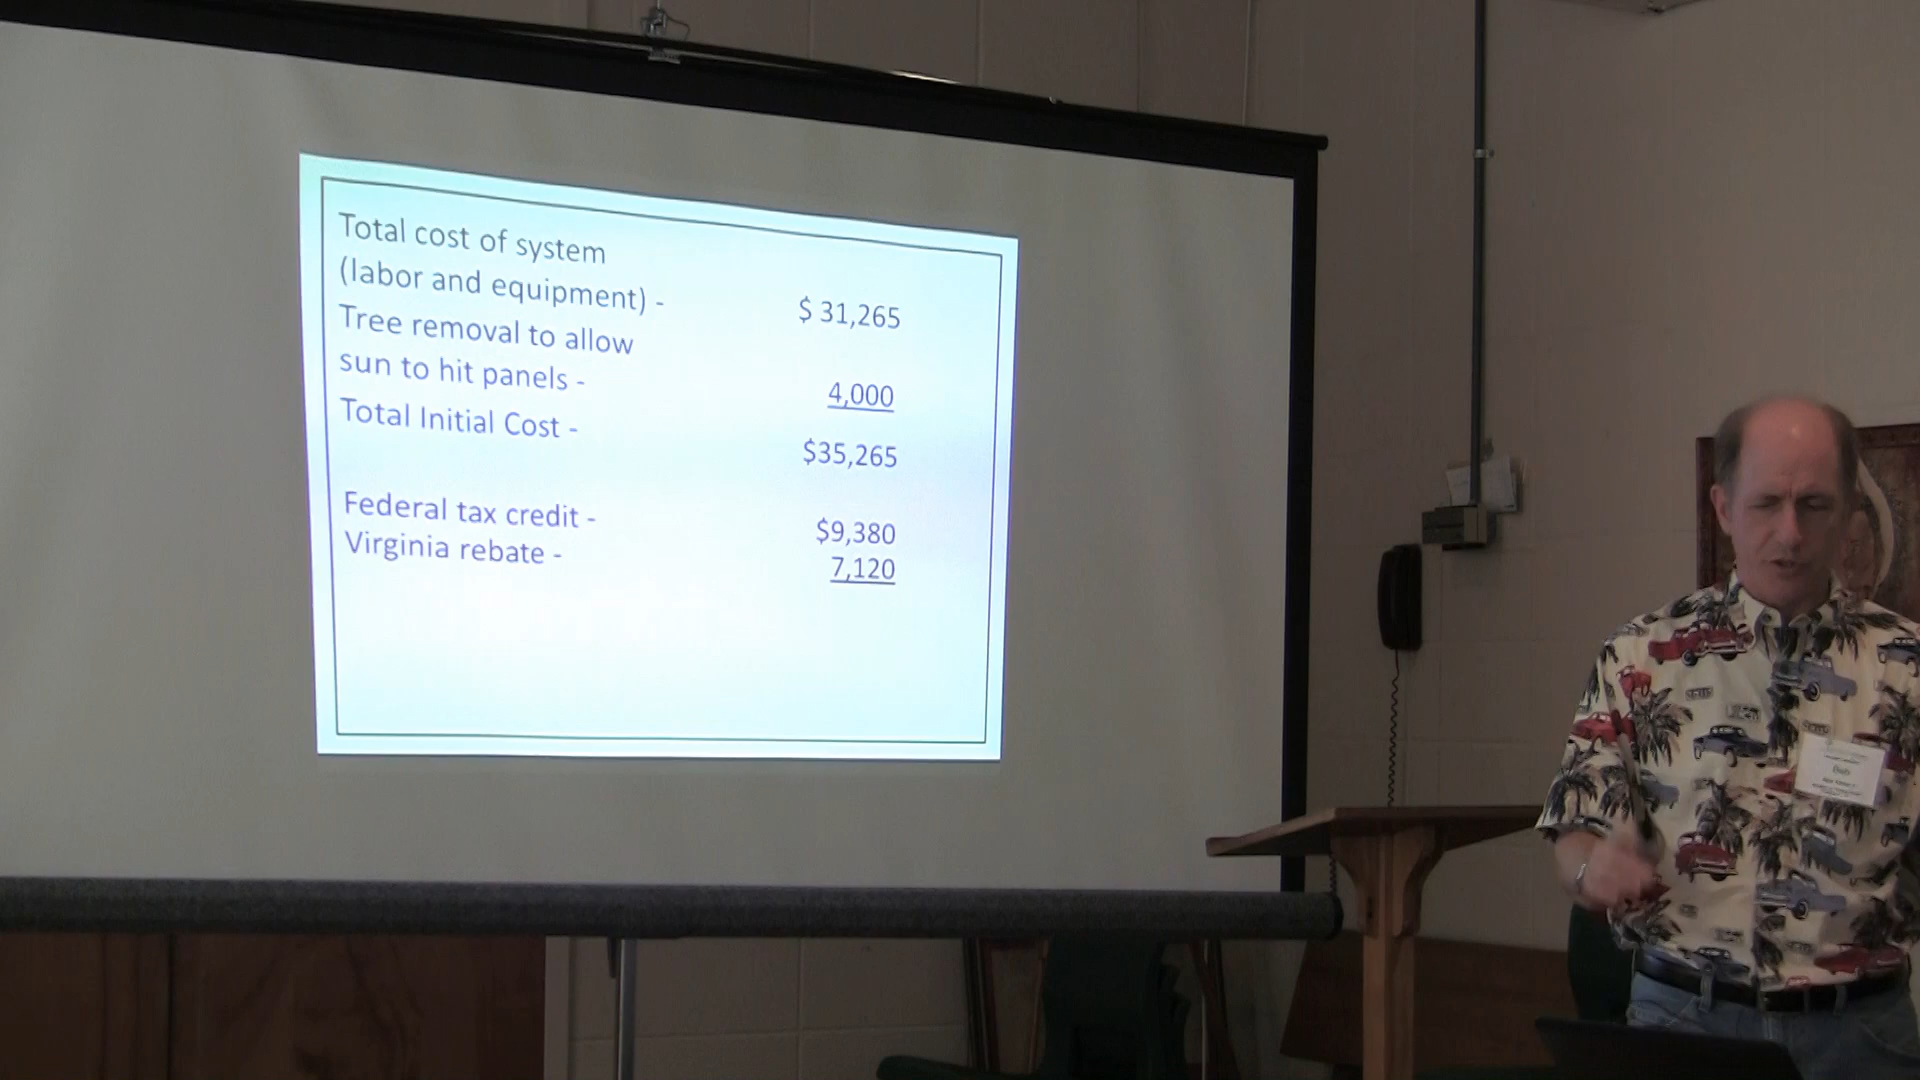 Total cost of system
(labor and equipment) - $ 31,265
Tree removal to allow
sun to hit panels - 4,000
Total Initial Cost - $35,265
Federal tax credit - $9,380
Virginia rebate - 7,120